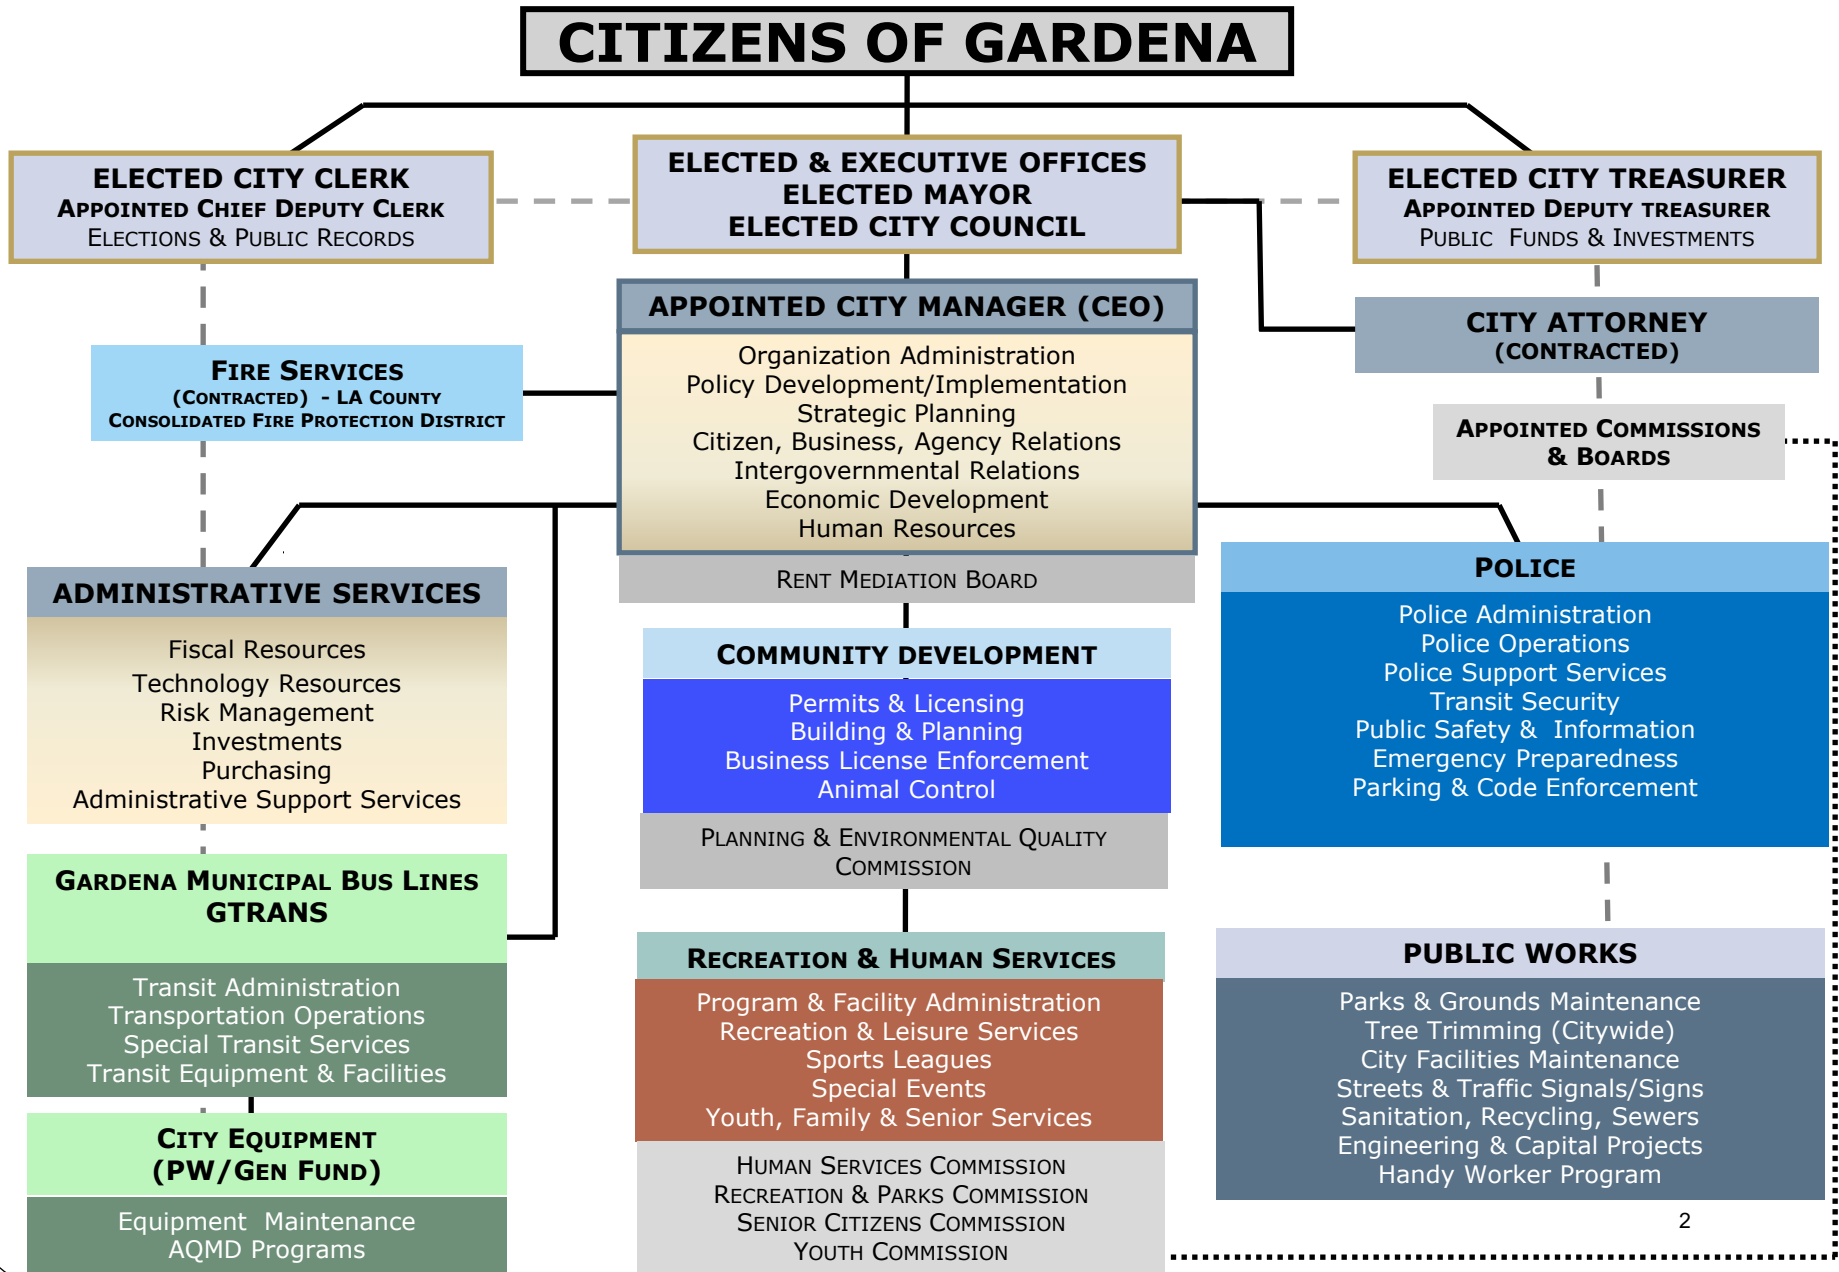 CITIZENS OF GARDENA
ELECTED CITY CLERK
APPOINTED CHIEF DEPUTY CLERK
ELECTIONS & PUBLIC RECORDS
ELECTED & EXECUTIVE OFFICES
ELECTED MAYOR
ELECTED CITY COUNCIL
ELECTED CITY TREASURER
APPOINTED DEPUTY TREASURER
PUBLIC FUNDS & INVESTMENTS
APPOINTED CITY MANAGER (CEO)
Organization Administration
Policy Development/Implementation
Strategic Planning
Citizen, Business, Agency Relations
Intergovernmental Relations
Economic Development
Human Resources
RENT MEDIATION BOARD
CITY ATTORNEY
(CONTRACTED)
FIRE SERVICES
(CONTRACTED) - LA COUNTY
CONSOLIDATED FIRE PROTECTION DISTRICT
APPOINTED COMMISSIONS
& BOARDS
ADMINISTRATIVE SERVICES
Fiscal Resources
Technology Resources
Risk Management
Investments
Purchasing
Administrative Support Services
COMMUNITY DEVELOPMENT
Permits & Licensing
Building & Planning
Business License Enforcement
Animal Control
PLANNING & ENVIRONMENTAL QUALITY
COMMISSION
POLICE
Police Administration
Police Operations
Police Support Services
Transit Security
Public Safety & Information
Emergency Preparedness
Parking & Code Enforcement
GARDENA MUNICIPAL BUS LINES
GTRANS
Transit Administration
Transportation Operations
Special Transit Services
Transit Equipment & Facilities
RECREATION & HUMAN SERVICES
Program & Facility Administration
Recreation & Leisure Services
Sports Leagues
Special Events
Youth, Family & Senior Services
HUMAN SERVICES COMMISSION
RECREATION & PARKS COMMISSION
SENIOR CITIZENS COMMISSION
YOUTH COMMISSION
PUBLIC WORKS
Parks & Grounds Maintenance
Tree Trimming (Citywide)
City Facilities Maintenance
Streets & Traffic Signals/Signs
Sanitation, Recycling, Sewers
Engineering & Capital Projects
Handy Worker Program
CITY EQUIPMENT
(PW/GEN FUND)
Equipment Maintenance
AQMD Programs
2